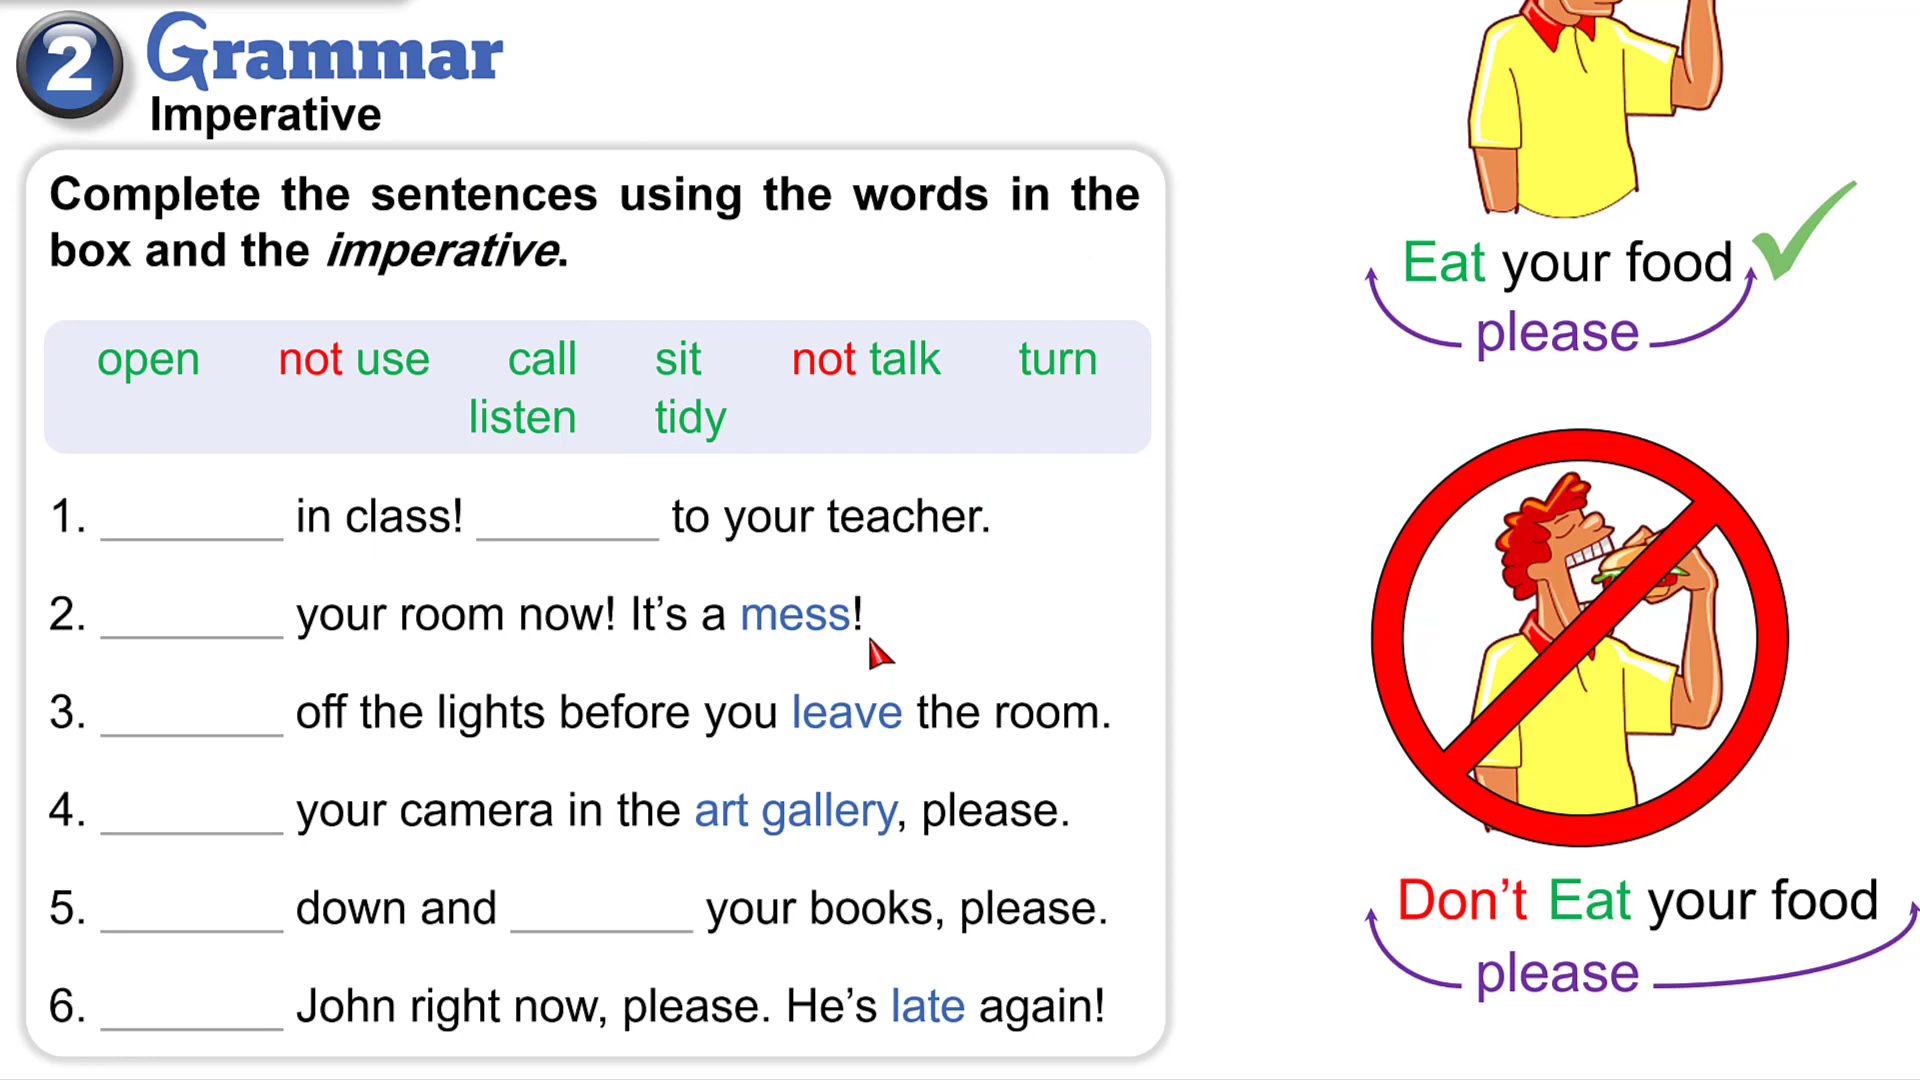 2 Grammar
Imperative
Complete the sentences using the words in the
box and the imperative.
open not use call sit not talk turn
listen tidy
1. ________ in class! ________ to your teacher.
2. ________ your room now! It’s a mess!
3. ________ off the lights before you leave the room.
4. ________ your camera in the art gallery, please.
5. ________ down and ________ your books, please.
6. ________ John right now, please. He’s late again!
Eat your food
please
Don’t Eat your food
please